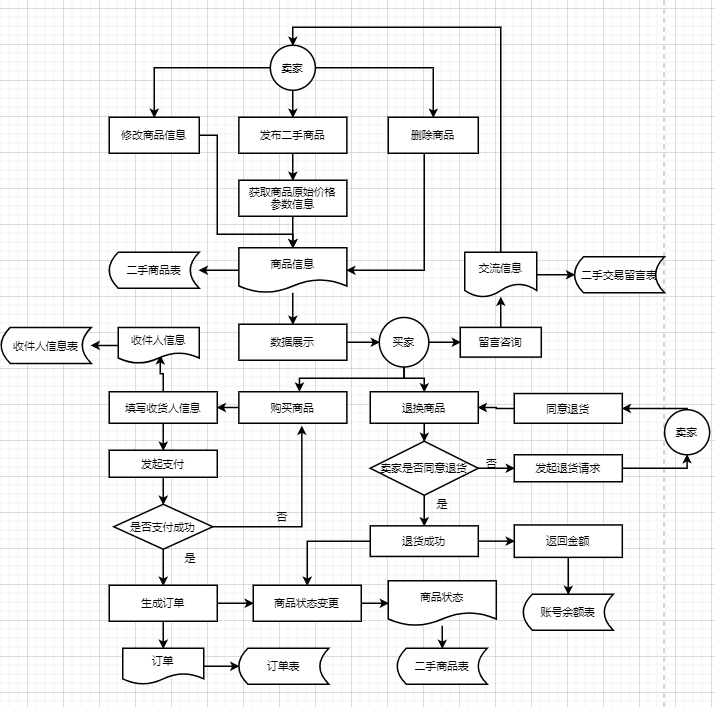 卖家
修改商品信息
发布二手商品
删除商品
获取商品原始价格
参数信息
二手商品表
商品信息
交流信息
二手交易留言表
收件人信息表
收件人信息
数据展示
买家
留言咨询
填写收货人信息
购买商品
退换商品
同意退货
卖家
发起支付
卖家是否同意退货
否
发起退货请求
是否支付成功
否
是
是
退货成功
返回金额
生成订单
商品状态变更
商品状态
账号余额表
订单
订单表
二手商品表